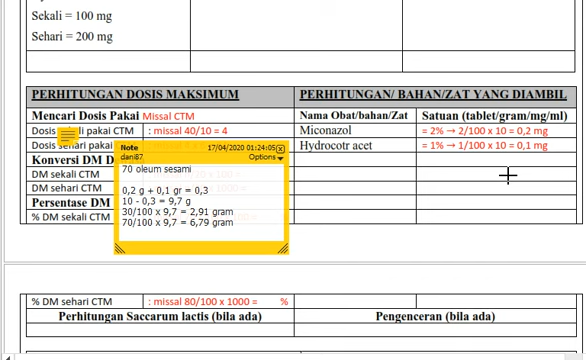 Sekali = 100 mg
Sehari = 200 mg
PERHITUNGAN DOSIS MAKSIMUM
PERHITUNGAN/ BAHAN/ZAT YANG DIAMBIL
Mencari Dosis Pakai Missal CTM
Nama Obat/bahan/Zat
Satuan (tablet/gram/mg/ml)
pakai CTM : missal 40/10 = 4
Miconazol
= 2% → 2/100 x 10 = 0,2 mg
Dosis sehari pakai
Hydrocotr acet
= 1% → 1/100 x 10 = 0,1 mg
Note
17/04/2020 01:24:05
dani87
Options
70 oleum sesami
0,2 g + 0,1 gr = 0,3
10 - 0,3 = 9,7 g
30/100 x 9,7 = 2,91 gram
70/100 x 9,7 = 6,79 gram
Konversi DM D
DM sekali CTM
DM sehari CTM
Persentase DM
% DM sekali CTM
% DM sehari CTM : missal 80/100 x 1000 = %
Perhitungan Saccarum lactis (bila ada)
Pengenceran (bila ada)